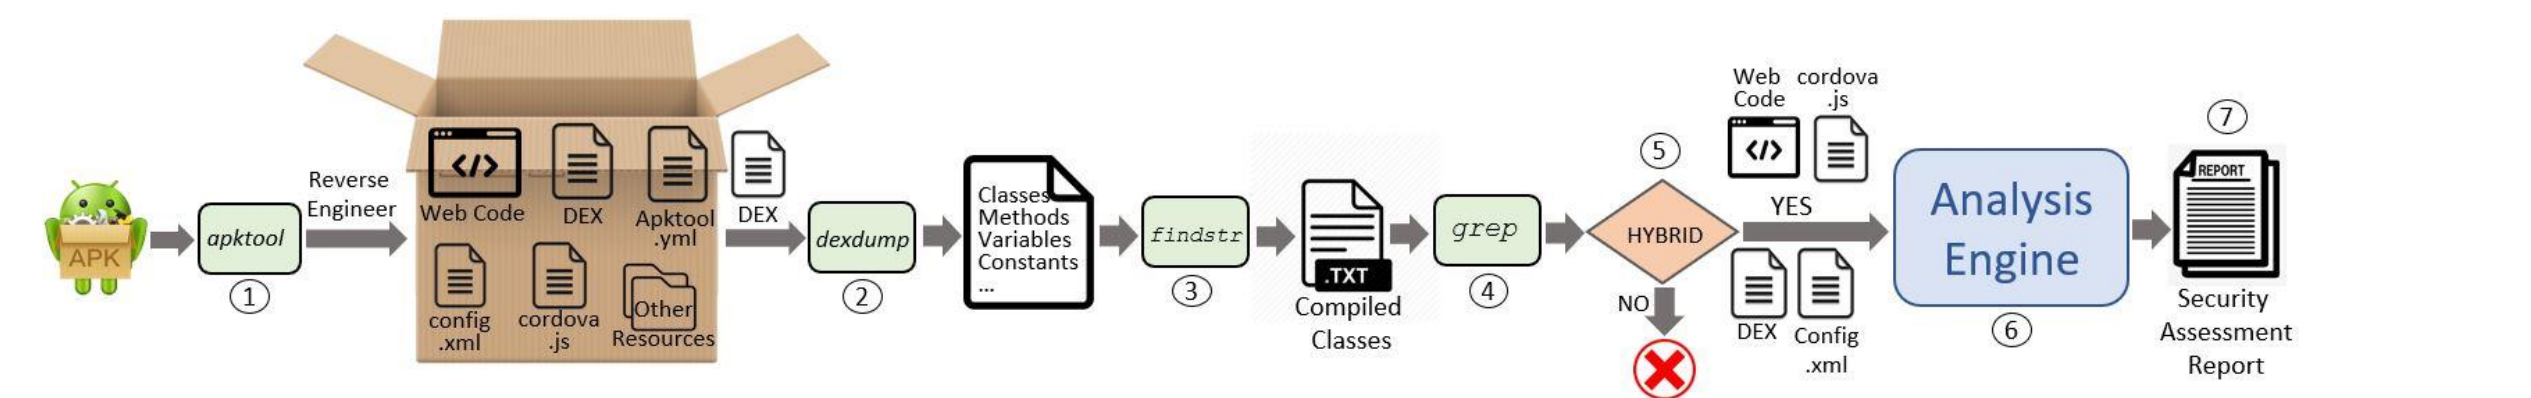 APK
apktool
1
Reverse
Engineer
Web Code
DEX
Apktool
.yml
config
.xml
cordova
.js
Other
Resources
DEX
dexdump
2
Classes
Methods
Variables
Constants
...
findstr
3
.TXT
Compiled
Classes
grep
4
5
HYBRID
NO
YES
Web
Code
cordova
.js
DEX
Config
.xml
Analysis
Engine
6
7
REPORT
Security
Assessment
Report